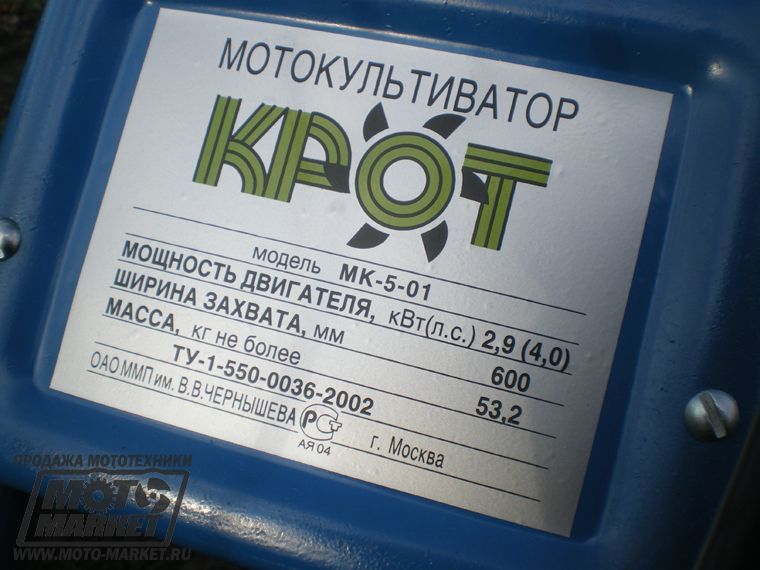 МОТОКУЛЬТИВАТОР
КРОТ
модель МК-5-01
МОЩНОСТЬ ДВИГАТЕЛЯ, кВт(л.с.) 2,9 (4,0)
ШИРИНА ЗАХВАТА, мм 600
МАССА, кг не более 53,2
ТУ-1-550-0036-2002
ОАО ММП им. В.В.ЧЕРНЫШЕВА г. Москва
РСТ
АЯ 04
ПРОДАЖА МОТОТЕХНИКИ
МОТО
MARKET
WWW.MOTO-MARKET.RU